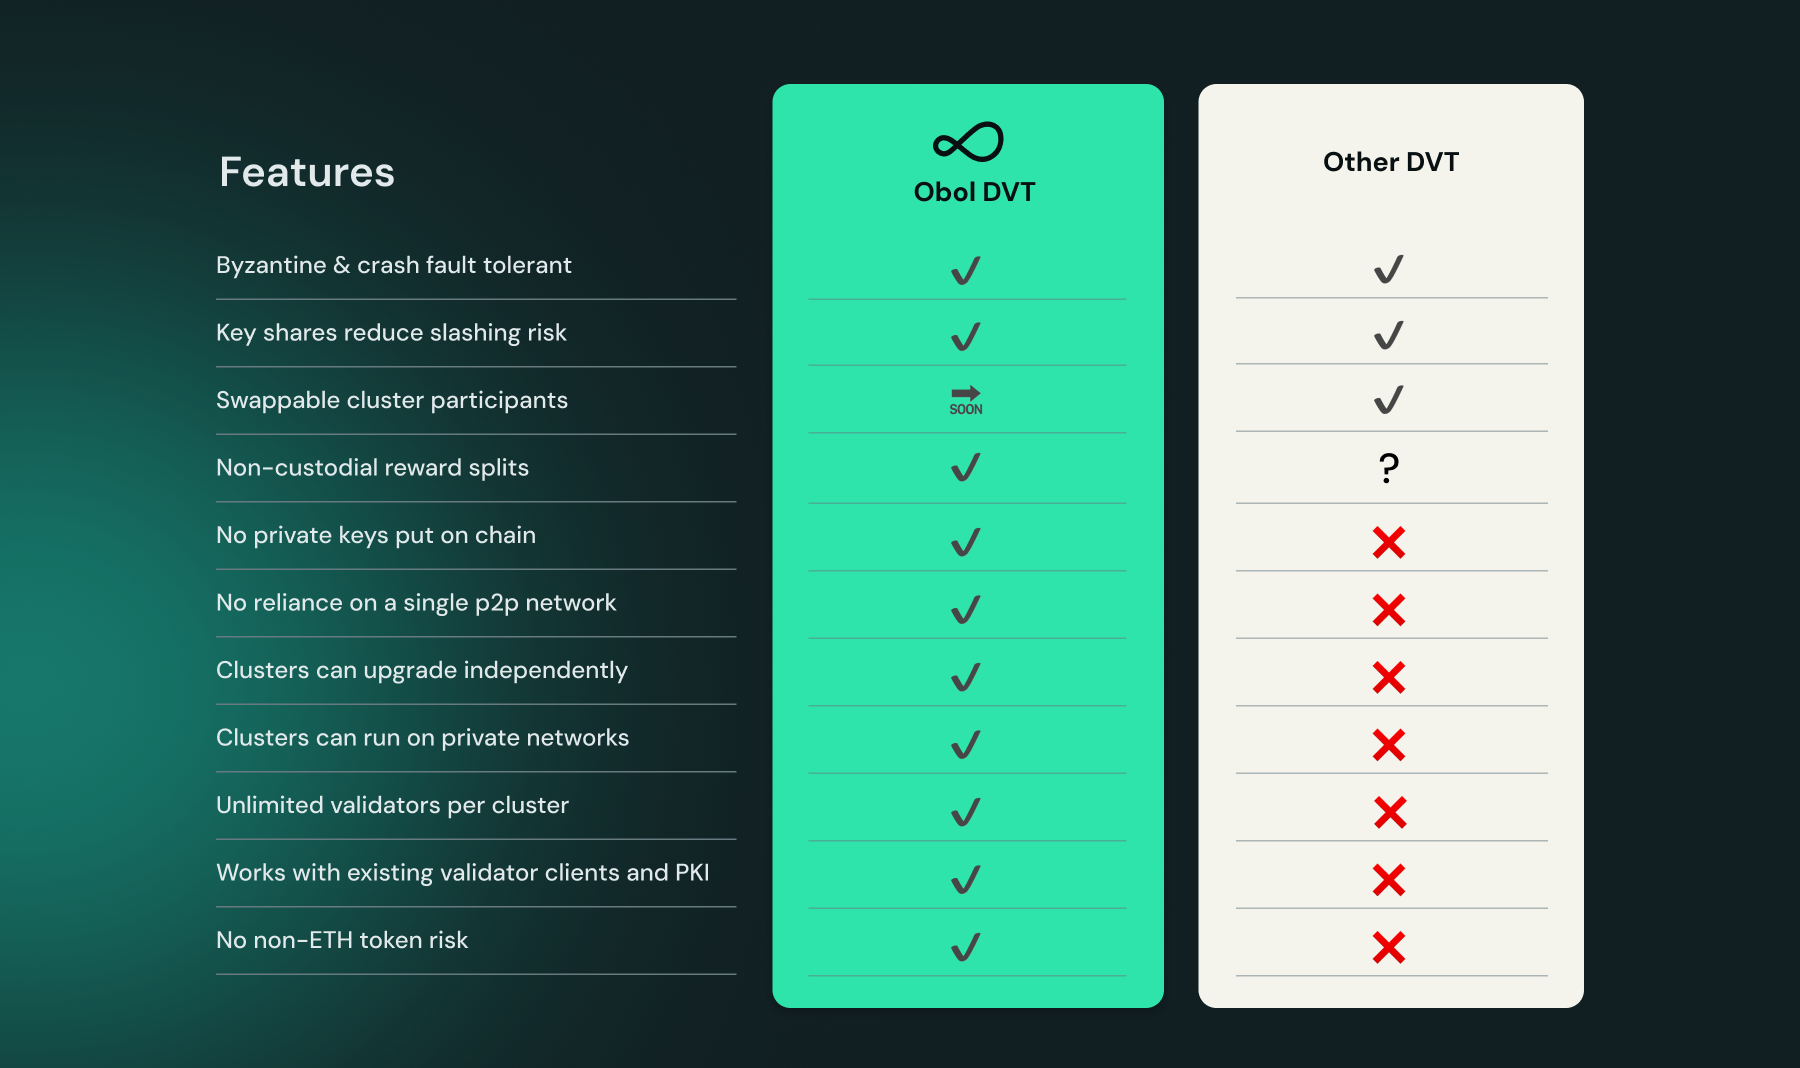 Features
Obol DVT
Other DVT
Byzantine & crash fault tolerant
✔
✔
Key shares reduce slashing risk
✔
✔
Swappable cluster participants
SOON
✔
Non-custodial reward splits
✔
?
No private keys put on chain
✔
❌
No reliance on a single p2p network
✔
❌
Clusters can upgrade independently
✔
❌
Clusters can run on private networks
✔
❌
Unlimited validators per cluster
✔
❌
Works with existing validator clients and PKI
✔
❌
No non-ETH token risk
✔
❌